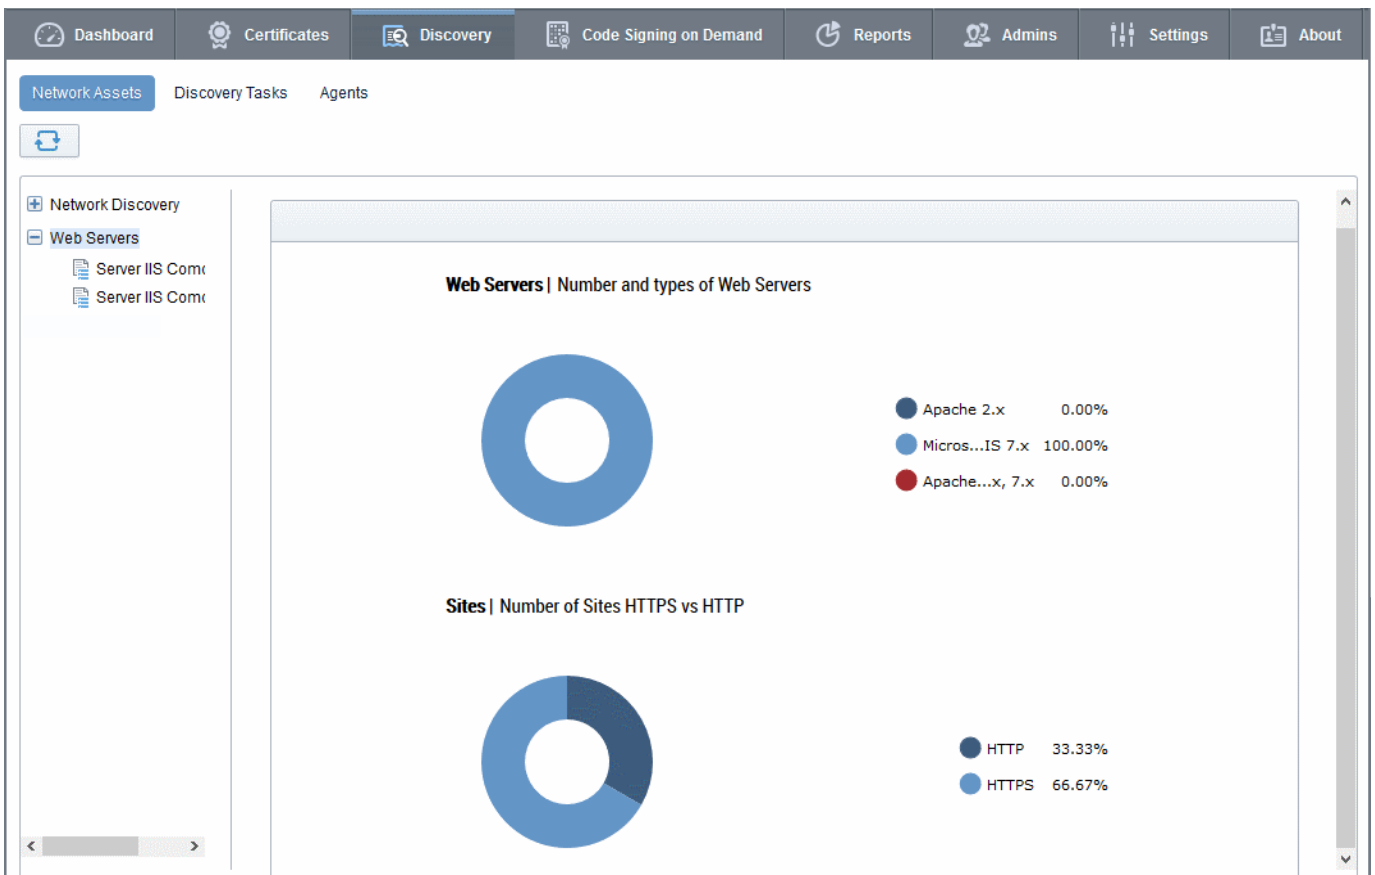 Dashboard Certificates Discovery Code Signing on Demand Reports Admins Settings About
Network Assets Discovery Tasks Agents
Network Discovery
Web Servers
Server IIS Como
Server IIS Como
Web Servers | Number and types of Web Servers
Apache 2.x 0.00%
Micros...IS 7.x 100.00%
Apache...x, 7.x 0.00%
Sites | Number of Sites HTTPS vs HTTP
HTTP 33.33%
HTTPS 66.67%